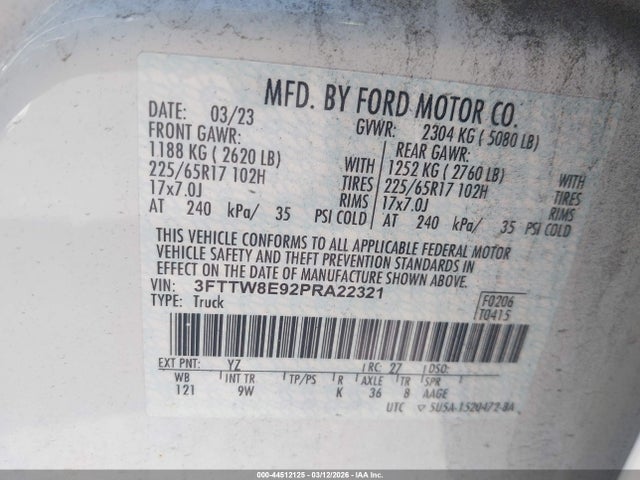 MFD. BY FORD MOTOR CO.
DATE: 03/23 GVWR: 2304 KG ( 5080 LB)
FRONT GAWR: REAR GAWR:
1188 KG ( 2620 LB) WITH 1252 KG ( 2760 LB) WITH
225/65R17 102H TIRES 225/65R17 102H TIRES
17x7.0J RIMS 17x7.0J RIMS
AT 240 kPa/ 35 PSI COLD AT 240 kPa/ 35 PSI COLD
THIS VEHICLE CONFORMS TO ALL APPLICABLE FEDERAL MOTOR
VEHICLE SAFETY AND THEFT PREVENTION STANDARDS IN
EFFECT ON THE DATE OF MANUFACTURE SHOWN ABOVE.
VIN: 3FTTW8E92PRA22321 F0206
TYPE: Truck T0415
EXT PNT: YZ RC: 27 DSO:
WB INT TR TP/PS R AXLE TR SPR
121 9W K 36 8 AAGE
UTC 5U5A-1520472-BA
000-44512125 - 03/12/2026 - IAA Inc.